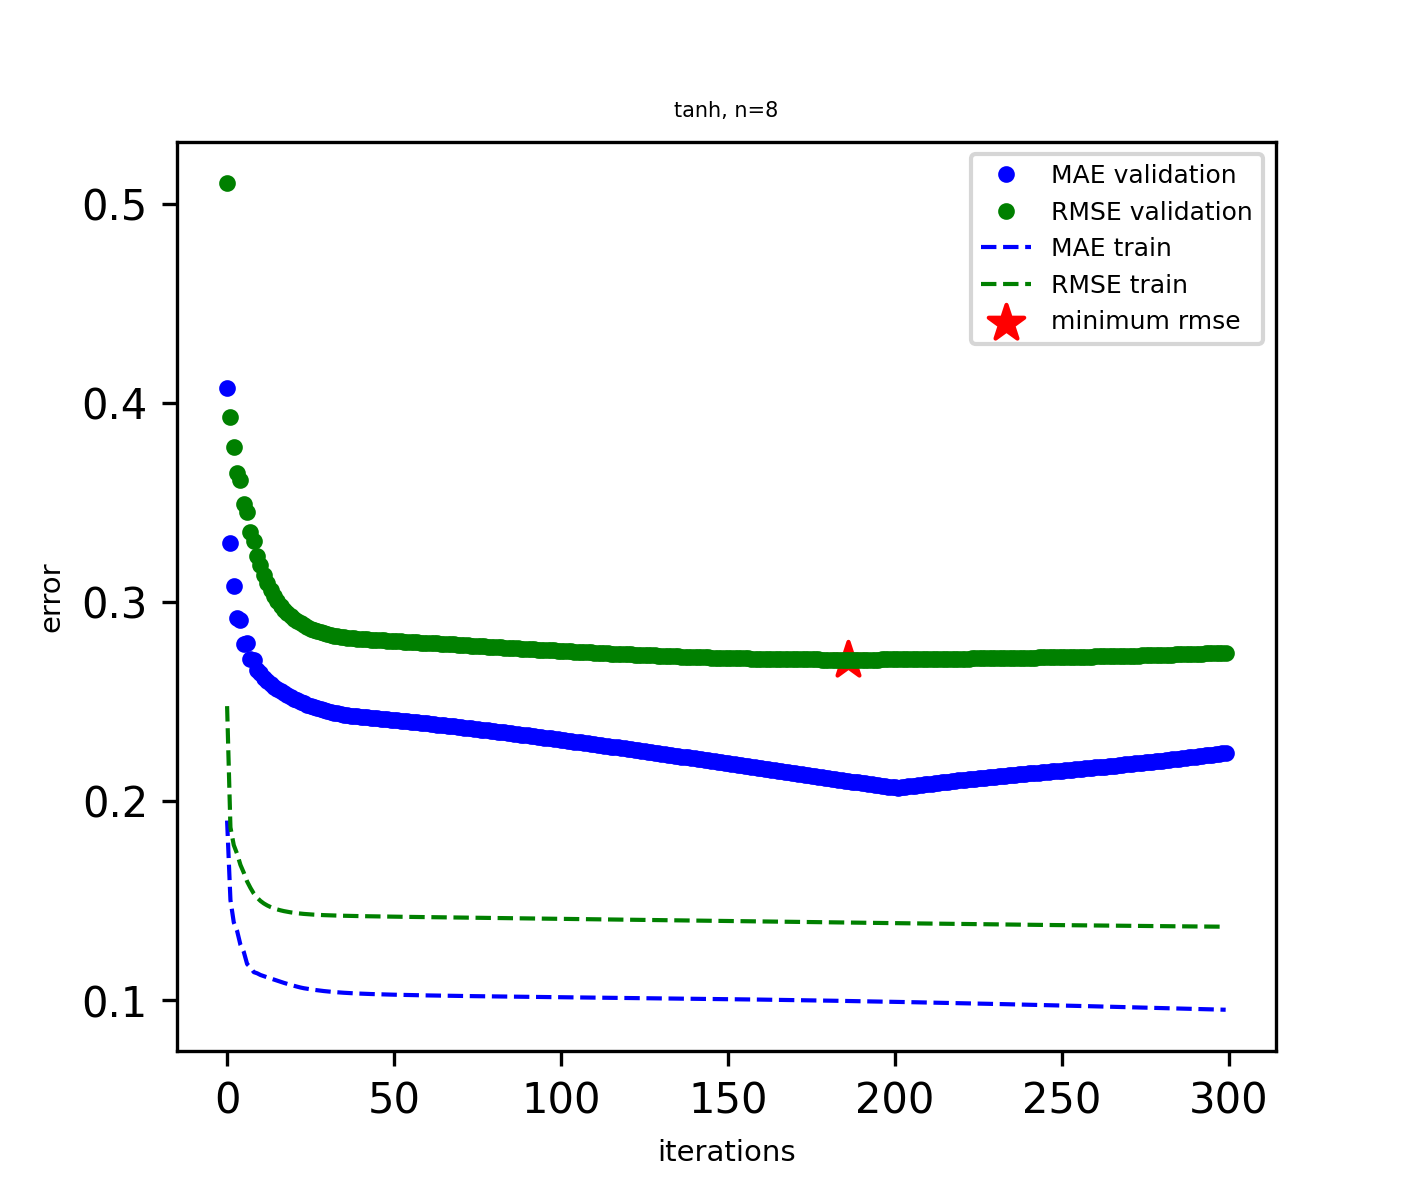 tanh, n=8
MAE validation
RMSE validation
MAE train
RMSE train
minimum rmse
0.5
0.4
0.3
0.2
0.1
error
0 50 100 150 200 250 300
iterations